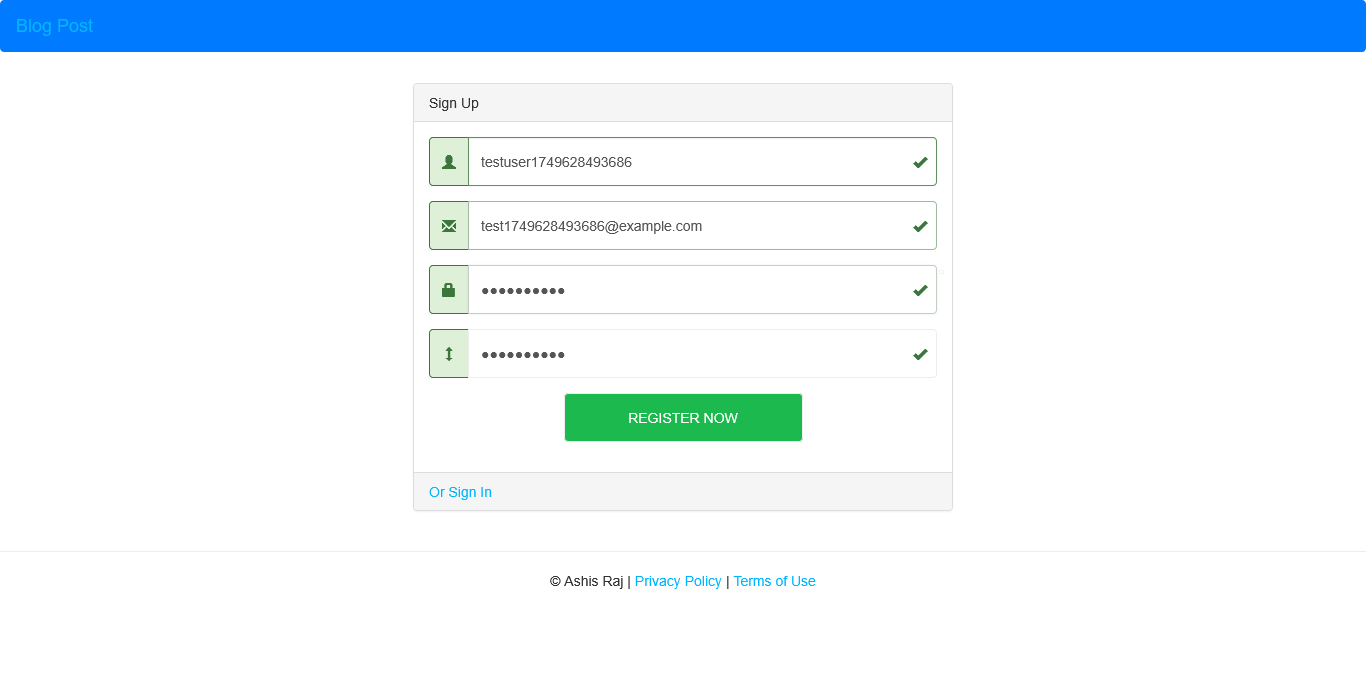 Blog Post
Sign Up
testuser1749628493686
test1749628493686@example.com
●●●●●●●●●●
●●●●●●●●●●
REGISTER NOW
Or Sign In
© Ashis Raj | Privacy Policy | Terms of Use